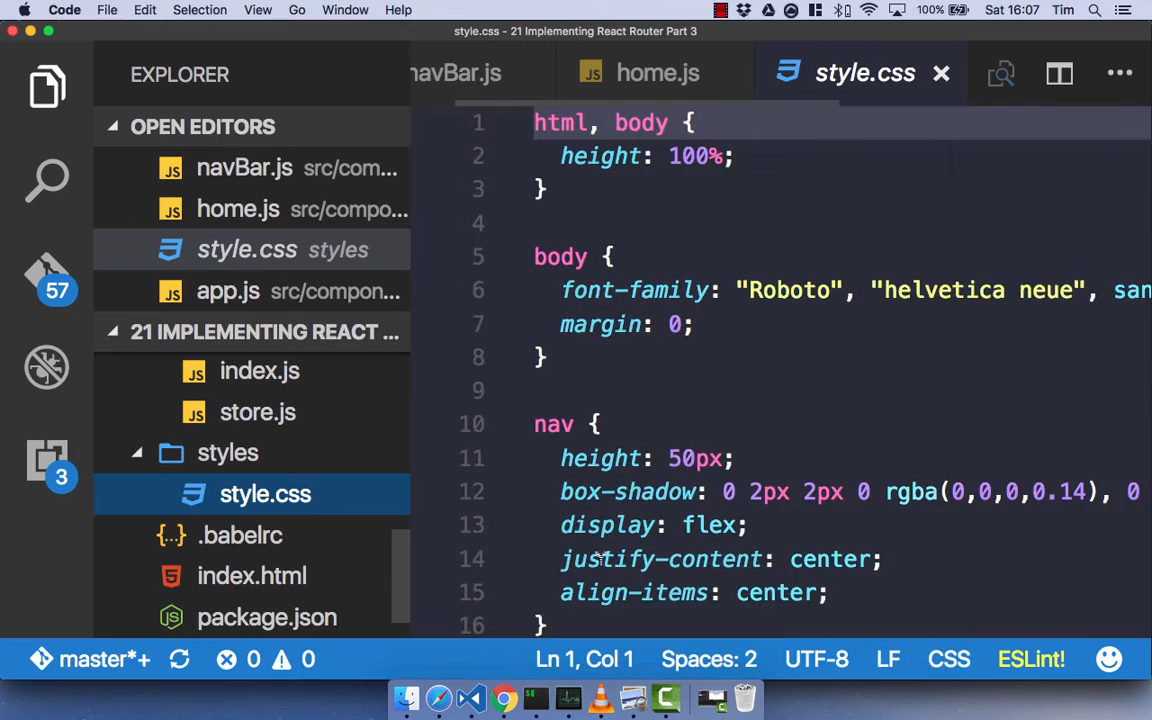 Code File Edit Selection View Go Window Help 100% Sat 16:07 Tim
style.css - 21 Implementing React Router Part 3
EXPLORER
navBar.js JS home.js style.css
OPEN EDITORS
JS navBar.js src/com...
JS home.js src/compo...
style.css styles
JS app.js src/compon...
21 IMPLEMENTING REACT ...
JS index.js
JS store.js
styles
style.css
{..} .babelrc
index.html
package.json
57
3
1 html, body {
2 height: 100%;
3 }
4
5 body {
6 font-family: "Roboto", "helvetica neue", san
7 margin: 0;
8 }
9
10 nav {
11 height: 50px;
12 box-shadow: 0 2px 2px 0 rgba(0,0,0,0.14), 0
13 display: flex;
14 justify-content: center;
15 align-items: center;
16 }
master*+ 0 0 Ln 1, Col 1 Spaces: 2 UTF-8 LF CSS ESLint!